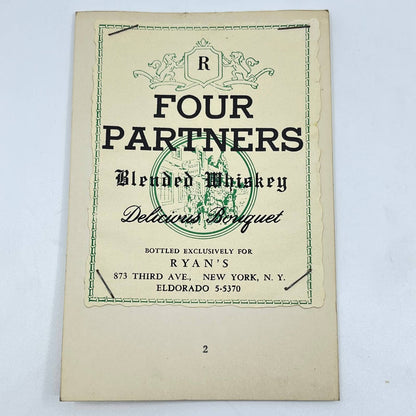 R
FOUR
PARTNERS
Blended Whiskey
Delicious Bouquet
BOTTLED EXCLUSIVELY FOR
RYAN'S
873 THIRD AVE., NEW YORK, N. Y.
ELDORADO 5-5370
2